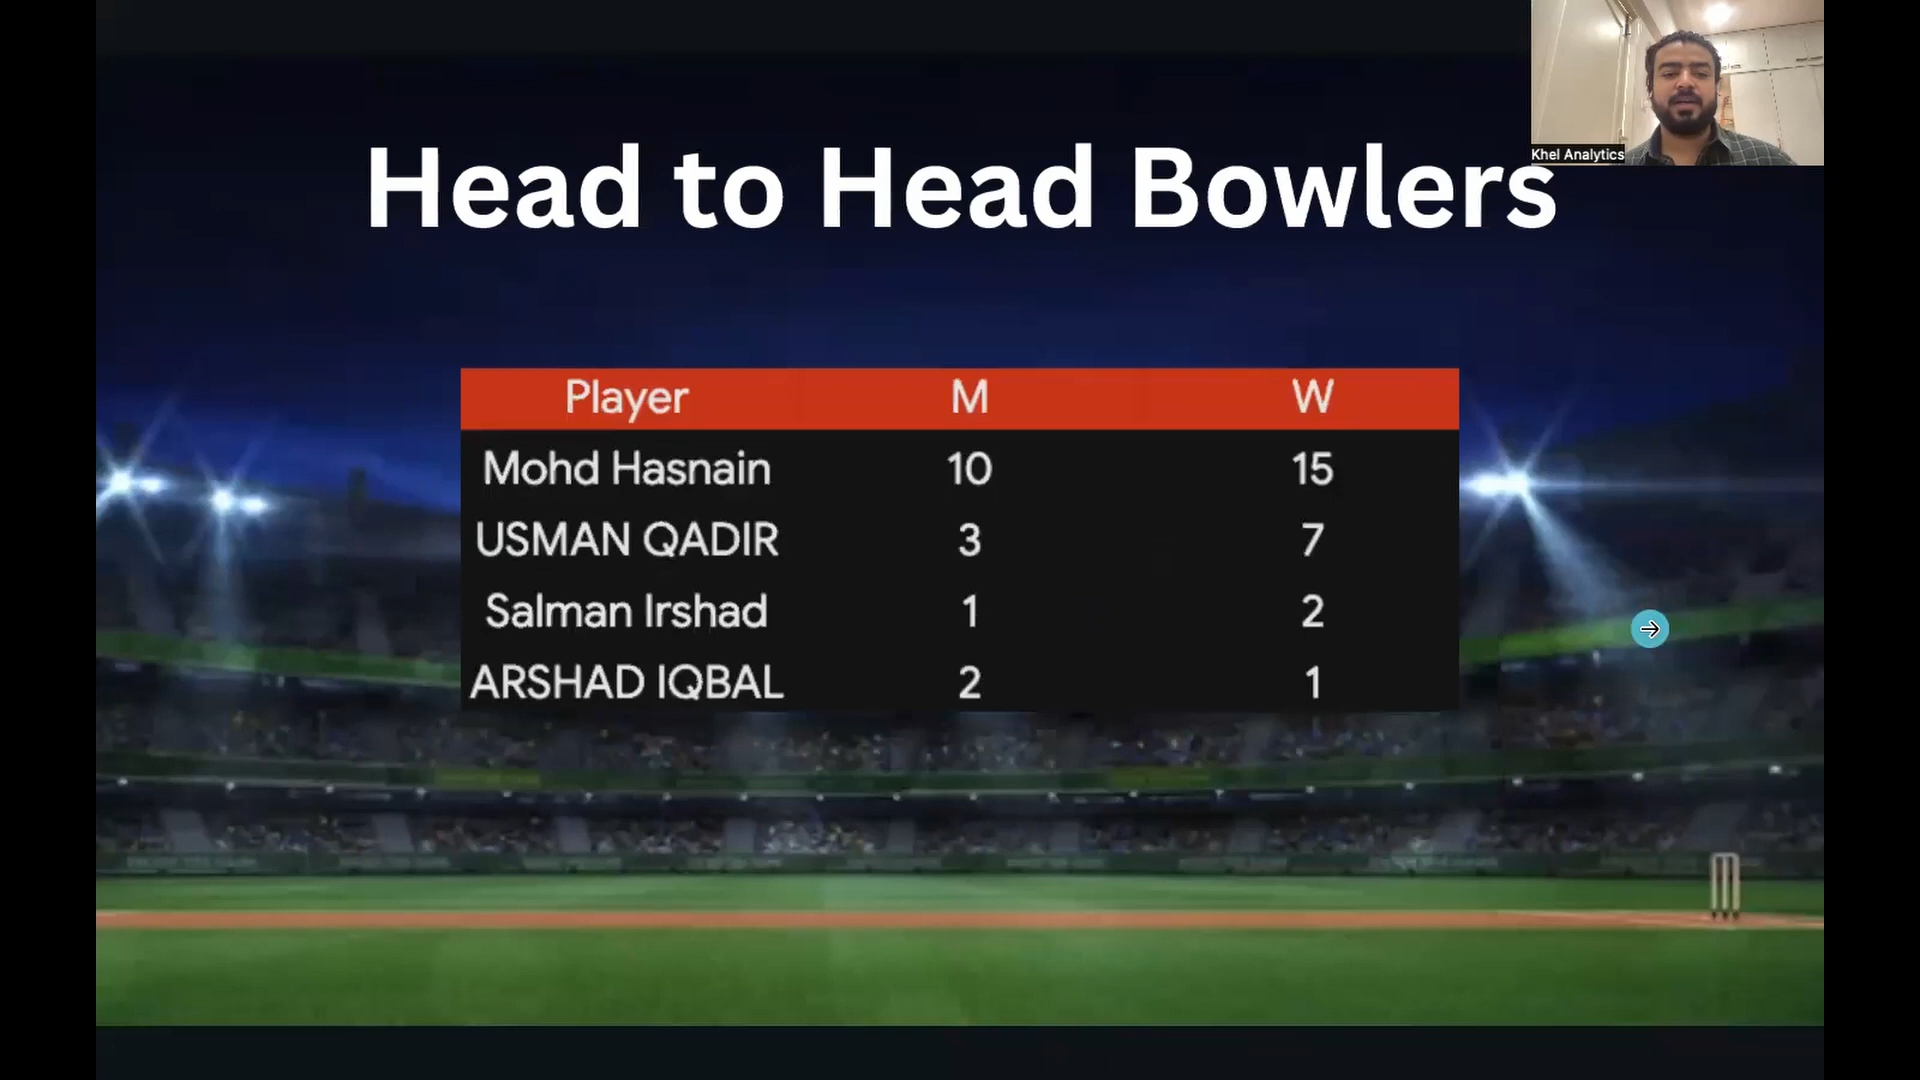 Khel Analytics
Head to Head Bowlers
Player M W
Mohd Hasnain 10 15
USMAN QADIR 3 7
Salman Irshad 1 2
ARSHAD IQBAL 2 1